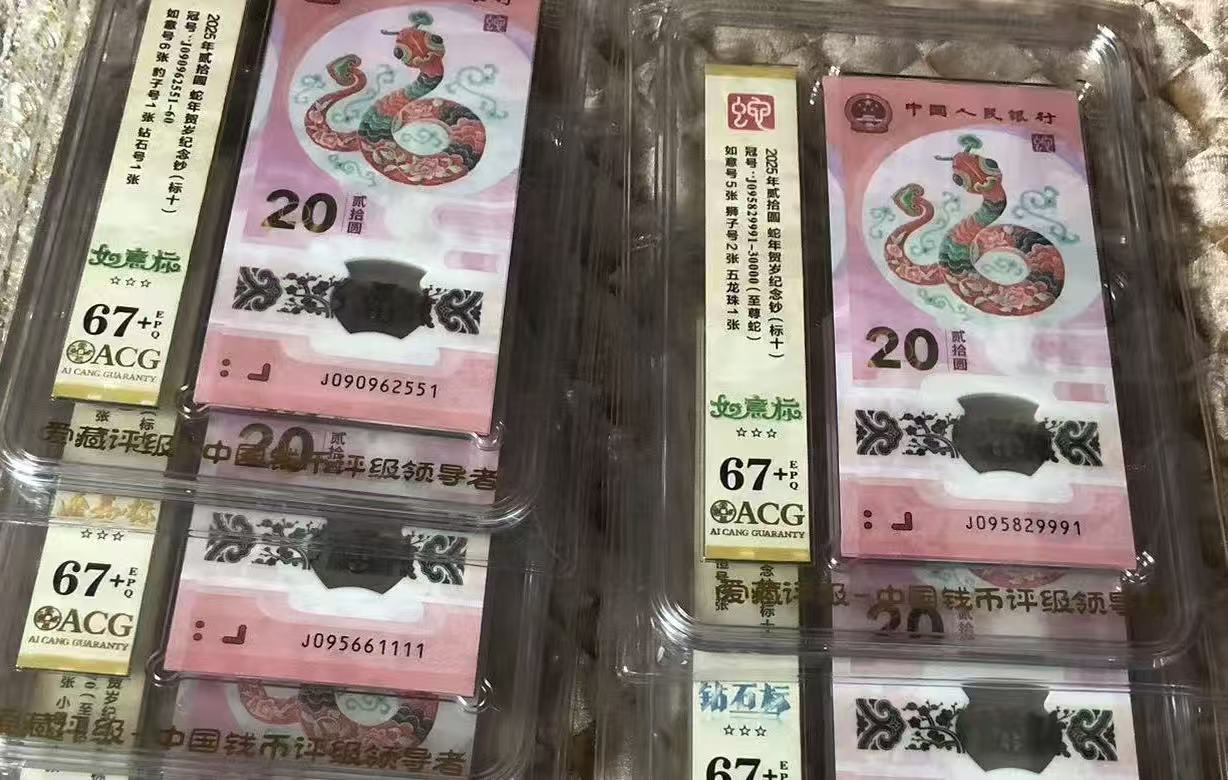 2025年贰拾圆 蛇年贺岁纪念钞(标十)
冠号:J090962551-60
如意号6张 豹子号1张 钻石号1张
如意标
☆☆☆
67+EPQ
ACG
AI CANG GUARANTY
20
贰拾圆
J090962551
爱藏评级-中国钱币评级领导者
20
67+EPQ
ACG
AI CANG GUARANTY
J095661111
爱藏评级-中国钱币评级领导者
蛇
2025年贰拾圆 蛇年贺岁纪念钞(标十)
冠号:J095829991-30000(至尊蛇)
如意号5张 狮子号2张 五龙珠1张
如意标
☆☆☆
67+EPQ
ACG
AI CANG GUARANTY
中国人民银行
20
贰拾圆
J095829991
爱藏评级-中国钱币评级领导者
20
钻石标
☆☆☆
67+